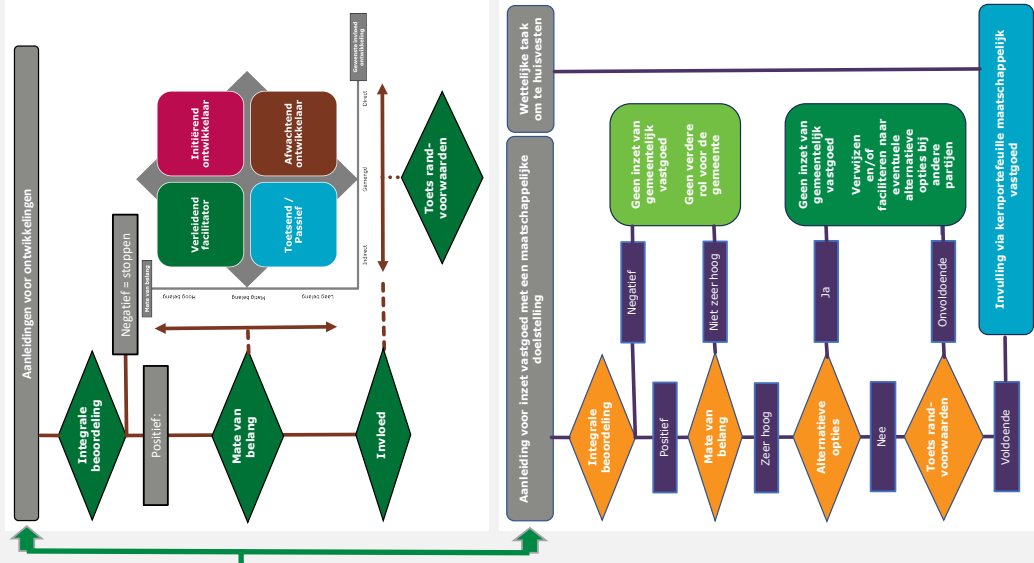 Aanleidingen voor ontwikkelingen
Integrale
beoordeling
Negatief = stoppen
Positief:
Mate van
belang
Invloed
Mate van belang
Hoog belang
Matig belang
Laag belang
Verleidend
facilitator
Initiërend
ontwikkelaar
Toetsend /
Passief
Afwachtend
ontwikkelaar
Indirect
Gemengd
Direct
Gewenste invloed
ontwikkeling
Toets rand-
voorwaarden
Aanleiding voor inzet vastgoed met een maatschappelijke
doelstelling
Wettelijke taak
om te huisvesten
Integrale
beoordeling
Negatief
Positief
Geen inzet van
gemeentelijk
vastgoed
Geen verdere
rol voor de
gemeente
Mate van
belang
Niet zeer hoog
Zeer hoog
Alternatieve
opties
Ja
Nee
Geen inzet van
gemeentelijk
vastgoed
Verwijzen
en/of
faciliteren naar
eventuele
alternatieve
opties bij
andere
partijen
Toets rand-
voorwaarden
Onvoldoende
Voldoende
Invulling via kernportefeuille maatschappelijk
vastgoed